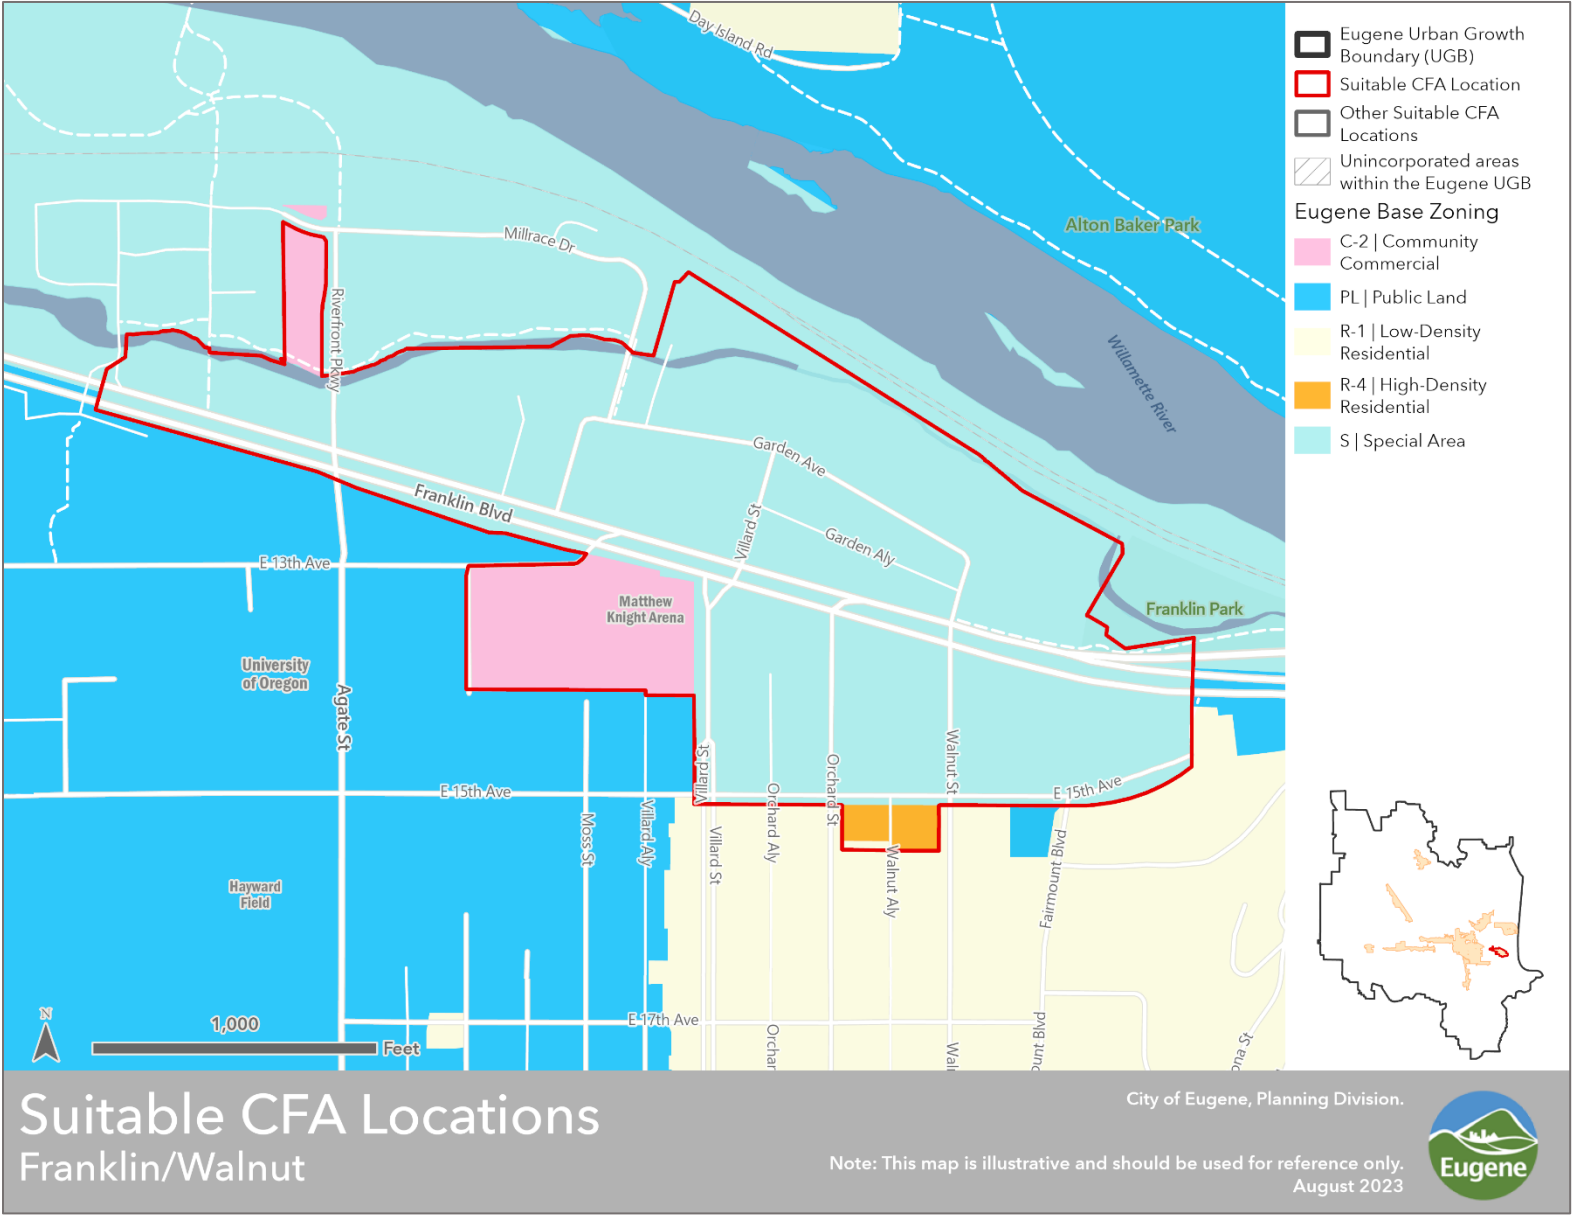 Day Island Rd
Alton Baker Park
Millrace Dr
Riverfront Pkwy
Willamette River
Garden Ave
Franklin Blvd
Villard St
Garden Aly
E 13th Ave
Matthew
Knight Arena
Franklin Park
University
of Oregon
Agate St
Villard St
Orchard St
Walnut St
E 15th Ave
E 15th Ave
Orchard Aly
Moss St
Villard Aly
Villard St
Walnut Aly
Fairmount Blvd
Hayward
Field
E 17th Ave
Orchar
Waln
ount Blvd
ona St
N
1,000
Feet
Eugene Urban Growth
Boundary (UGB)
Suitable CFA Location
Other Suitable CFA
Locations
Unincorporated areas
within the Eugene UGB
Eugene Base Zoning
C-2 | Community
Commercial
PL | Public Land
R-1 | Low-Density
Residential
R-4 | High-Density
Residential
S | Special Area
Suitable CFA Locations
Franklin/Walnut
City of Eugene, Planning Division.
Note: This map is illustrative and should be used for reference only.
August 2023
Eugene